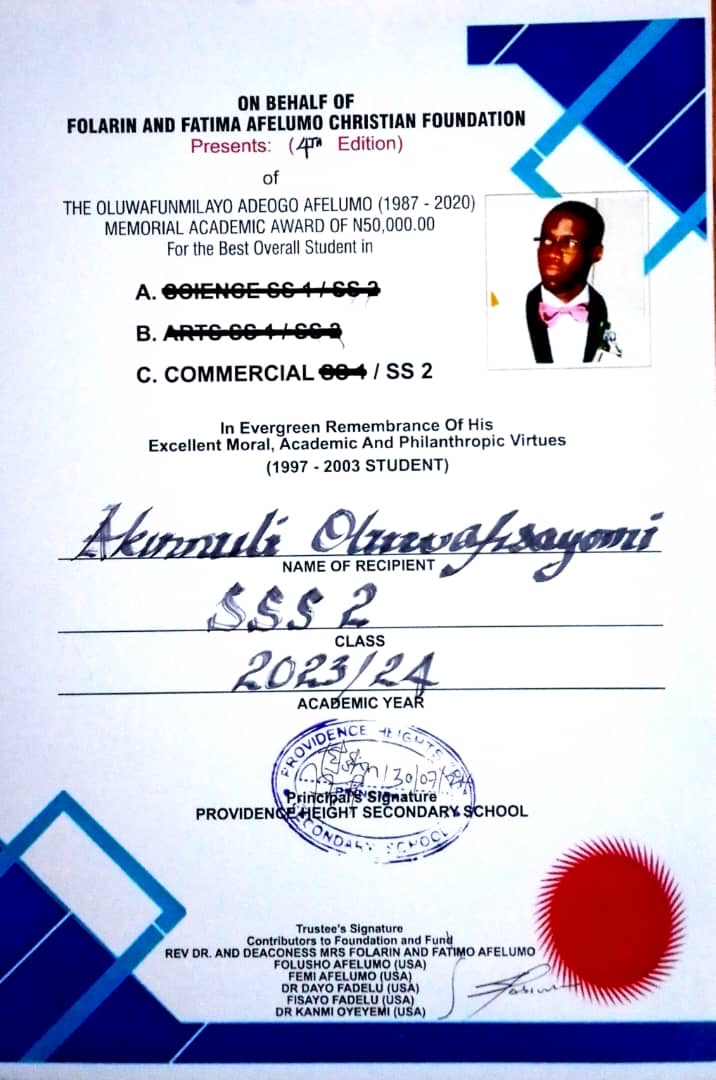 ON BEHALF OF
FOLARIN AND FATIMA AFELUMO CHRISTIAN FOUNDATION
Presents: (4TH Edition)
of
THE OLUWAFUNMILAYO ADEOGO AFELUMO (1987 - 2020)
MEMORIAL ACADEMIC AWARD OF N50,000.00
For the Best Overall Student in
A. SCIENCE SS 1 / SS 2
B. ARTS SS 1 / SS 2
C. COMMERCIAL SS 1 / SS 2
In Evergreen Remembrance Of His
Excellent Moral, Academic And Philanthropic Virtues
(1997 - 2003 STUDENT)
Akinmuli Oluwafisayomi
NAME OF RECIPIENT
SSS 2
CLASS
2023/24
ACADEMIC YEAR
PROVIDENCE HEIGHTS
30/07/24
Principal's Signature
PROVIDENCE HEIGHT SECONDARY SCHOOL
SECONDARY SCHOOL
Trustee's Signature
Contributors to Foundation and Fund
REV DR. AND DEACONESS MRS FOLARIN AND FATIMO AFELUMO
FOLUSHO AFELUMO (USA)
FEMI AFELUMO (USA)
DR DAYO FADELU (USA)
FISAYO FADELU (USA)
DR KANMI OYEYEMI (USA)